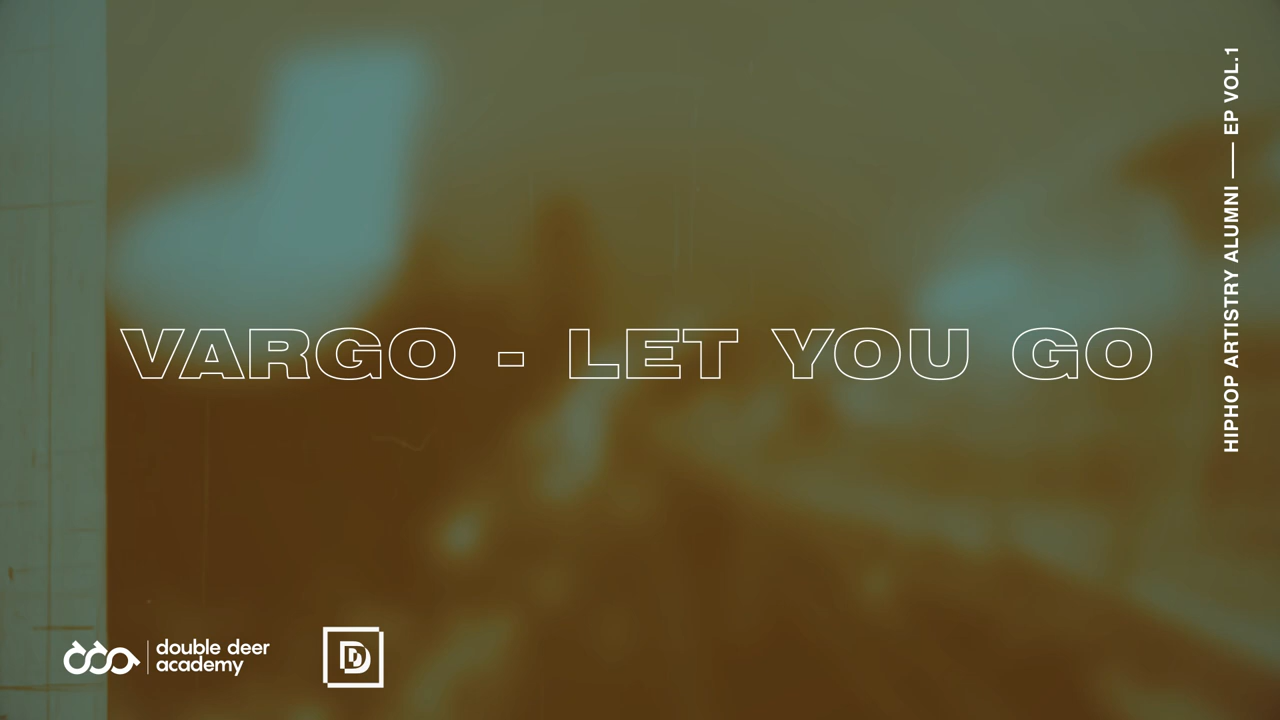 VARGO - LET YOU GO
HIPHOP ARTISTRY ALUMNI — EP VOL.1
double deer
academy